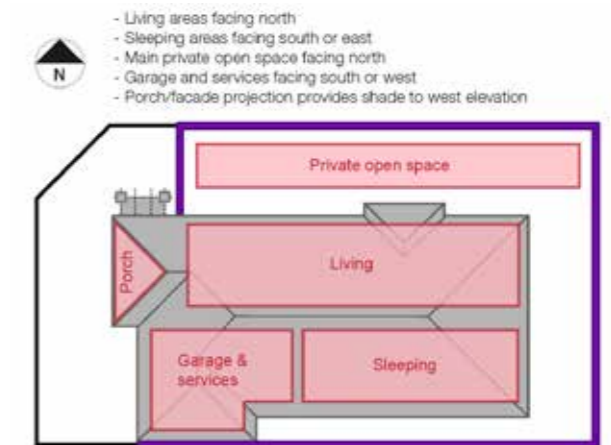 - Living areas facing north
- Sleeping areas facing south or east
- Main private open space facing north
- Garage and services facing south or west
- Porch/facade projection provides shade to west elevation
N
Private open space
Living
Porch
Garage &
services
Sleeping